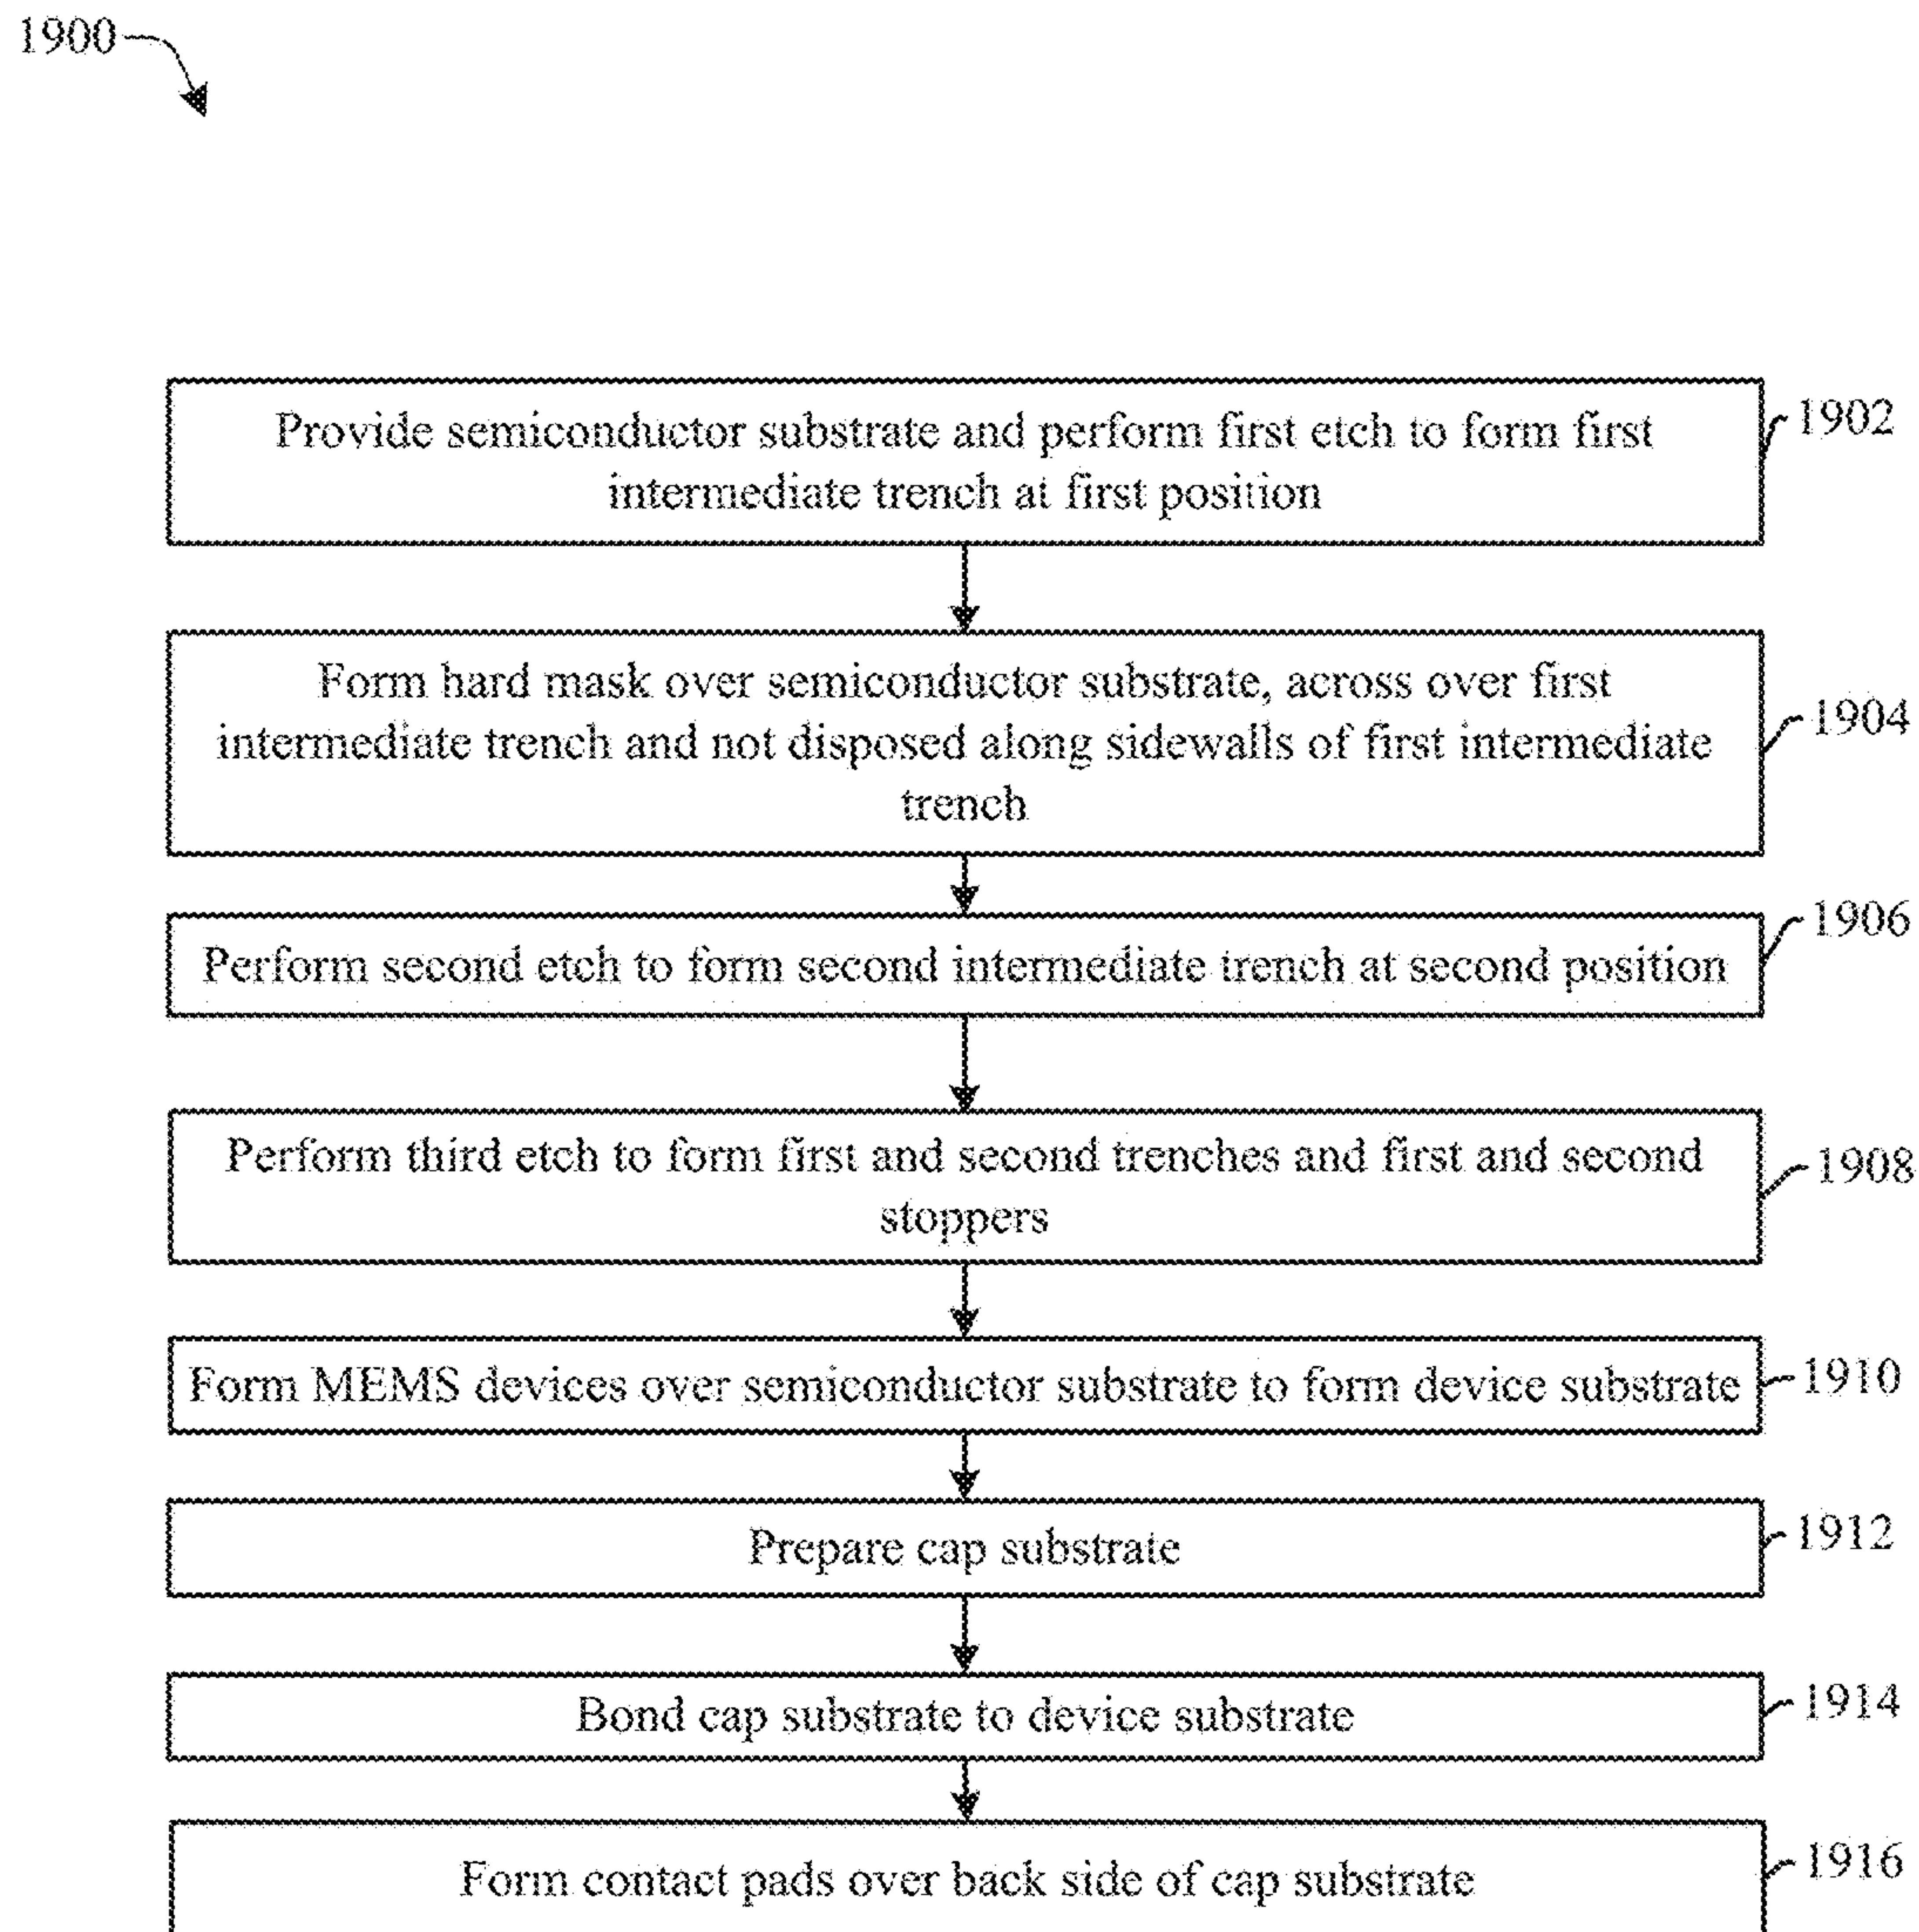 1900
Provide semiconductor substrate and perform first etch to form first
intermediate trench at first position
1902
Form hard mask over semiconductor substrate, across over first
intermediate trench and not disposed along sidewalls of first intermediate
trench
1904
Perform second etch to form second intermediate trench at second position
1906
Perform third etch to form first and second trenches and first and second
stoppers
1908
Form MEMS devices over semiconductor substrate to form device substrate
1910
Prepare cap substrate
1912
Bond cap substrate to device substrate
1914
Form contact pads over back side of cap substrate
1916